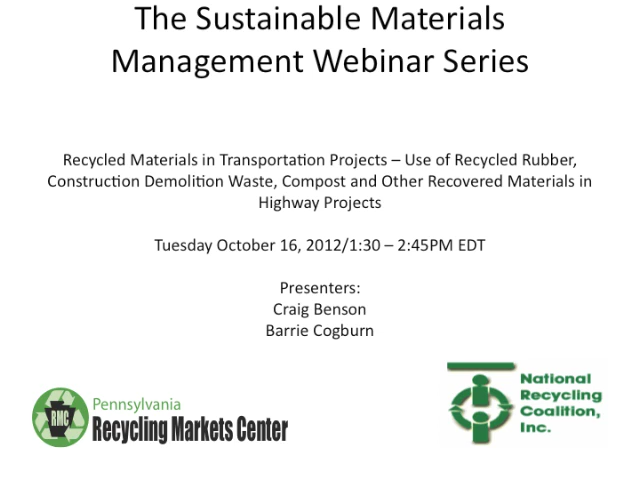 The Sustainable Materials
Management Webinar Series
Recycled Materials in Transportation Projects – Use of Recycled Rubber,
Construction Demolition Waste, Compost and Other Recovered Materials in
Highway Projects
Tuesday October 16, 2012/1:30 – 2:45PM EDT
Presenters:
Craig Benson
Barrie Cogburn
RMC
Pennsylvania
Recycling Markets Center
National
Recycling
Coalition,
Inc.